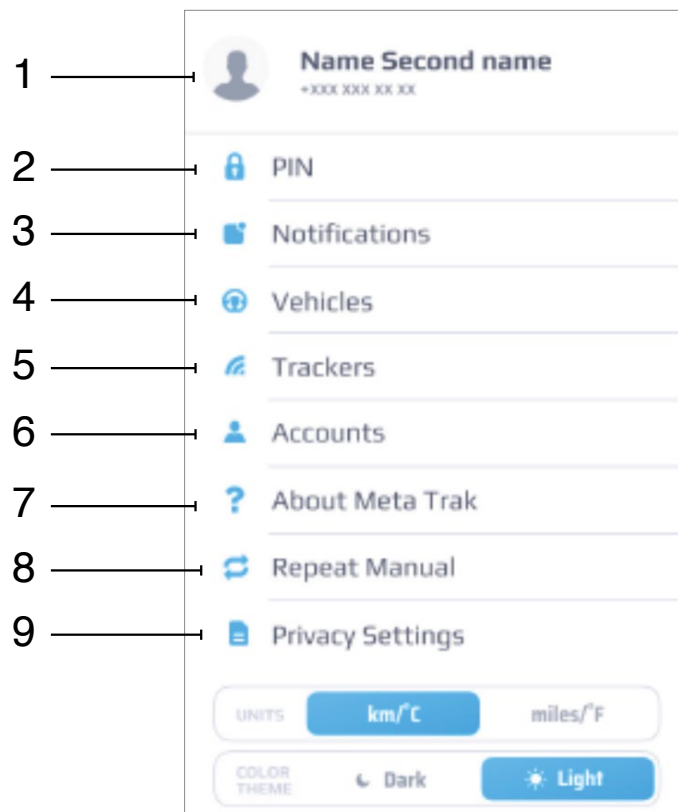 1 Name Second name
+xxx xxx xx xx
2 PIN
3 Notifications
4 Vehicles
5 Trackers
6 Accounts
7 ? About Meta Trak
8 Repeat Manual
9 Privacy Settings
UNITS km/°C miles/°F
COLOR THEME Dark Light